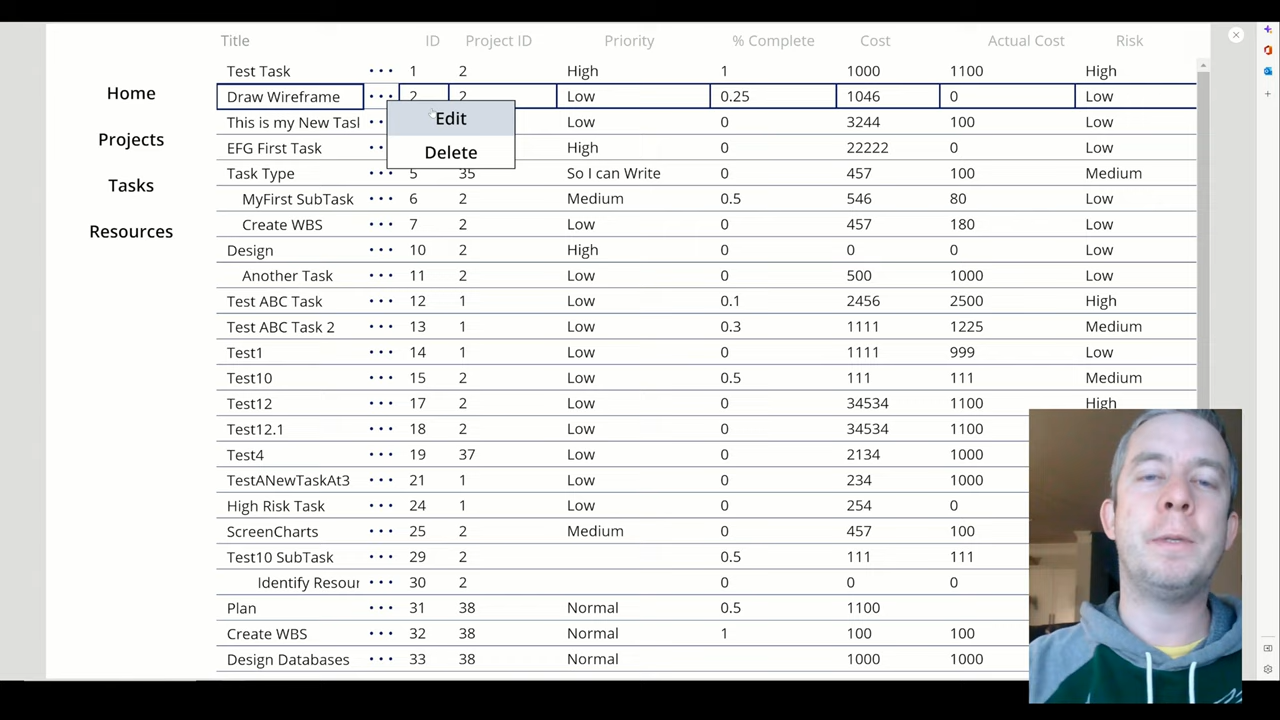 Title ID Project ID Priority % Complete Cost Actual Cost Risk
Home
Projects
Tasks
Resources
Test Task ••• 1 2 High 1 1000 1100 High
Draw Wireframe ••• 2 2 Low 0.25 1046 0 Low
Edit
Delete
This is my New Tasl Low 0 3244 100 Low
EFG First Task High 0 22222 0 Low
Task Type 5 35 So I can Write 0 457 100 Medium
MyFirst SubTask ••• 6 2 Medium 0.5 546 80 Low
Create WBS ••• 7 2 Low 0 457 180 Low
Design ••• 10 2 High 0 0 0 Low
Another Task ••• 11 2 Low 0 500 1000 Low
Test ABC Task ••• 12 1 Low 0.1 2456 2500 High
Test ABC Task 2 ••• 13 1 Low 0.3 1111 1225 Medium
Test1 ••• 14 1 Low 0 1111 999 Low
Test10 ••• 15 2 Low 0.5 111 111 Medium
Test12 ••• 17 2 Low 0 34534 1100 High
Test12.1 ••• 18 2 Low 0 34534 1100
Test4 ••• 19 37 Low 0 2134 1000
TestANewTaskAt3 ••• 21 1 Low 0 234 1000
High Risk Task ••• 24 1 Low 0 254 0
ScreenCharts ••• 25 2 Medium 0 457 100
Test10 SubTask ••• 29 2 0.5 111 111
Identify Resour ••• 30 2 0 0 0
Plan ••• 31 38 Normal 0.5 1100
Create WBS ••• 32 38 Normal 1 100 100
Design Databases ••• 33 38 Normal 1000 1000